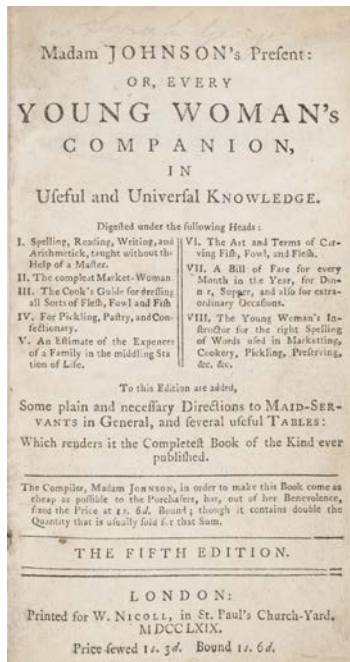 Madam JOHNSON's Preſent:
OR, EVERY
YOUNG WOMAN's
COMPANION,
IN
Uſeful and Univerſal KNOWLEDGE.
Digeſted under the following Heads:
I. Spelling, Reading, Writing, and
Arithmetick, taught without the
Help of a Maſter.
II. The compleat Market-Woman.
III. The Cook's Guide for dreſſing
all Sorts of Fleſh, Fowl and Fiſh
IV. For Pickling, Paſtry, and Con-
fectionary.
V. An Eſtimate of the Expences
of a Family in the middling Sta
tion of Life.
VI. The Art and Terms of Car-
ving Fiſh, Fowl, and Fleſh.
VII. A Bill of Fare for every
Month in the Year, for Din-
ner, Supper, and alſo for extra-
ordinary Occaſions.
VIII. The Young Woman's In-
ſtructor for the right Spelling
of Words uſed in Marketting,
Cookery, Pickling, Preſerving,
&c. &c.
To this Edition are added,
Some plain and neceſſary Directions to MAID-SER-
VANTS in General, and ſeveral uſeful TABLES:
Which renders it the Completeſt Book of the Kind ever
publiſhed.
The Compiler, Madam JOHNSON, in order to make this Book come as
cheap as poſſible to the Purchaſers, has, out of her Benevolence,
fixed the Price at 1s. 6d. Bound; though it contains double the
Quantity that is uſually ſold for that Sum.
THE FIFTH EDITION.
LONDON:
Printed for W. NICOLL, in St. Paul's Church-Yard.
MDCCLXIX.
Price ſewed 1s. 3d. Bound 1s. 6d.